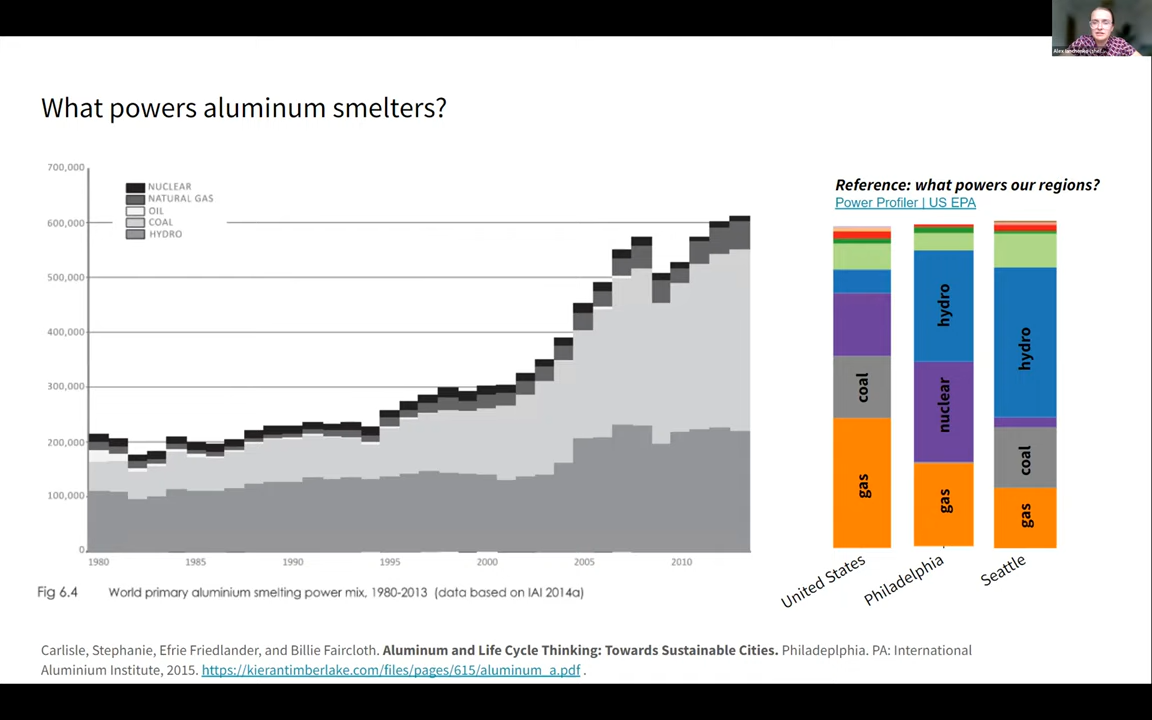 What powers aluminum smelters?
700,000
600,000
500,000
400,000
300,000
200,000
100,000
0
NUCLEAR
NATURAL GAS
OIL
COAL
HYDRO
1980
1985
1990
1995
2000
2005
2010
Fig 6.4 World primary aluminium smelting power mix, 1980-2013 (data based on IAI 2014a)
Reference: what powers our regions?
Power Profiler | US EPA
coal
gas
hydro
nuclear
gas
hydro
coal
gas
United States
Philadelphia
Seattle
Carlisle, Stephanie, Efrie Friedlander, and Billie Faircloth. Aluminum and Life Cycle Thinking: Towards Sustainable Cities. Philadeplphia. PA: International
Aluminium Institute, 2015. https://kierantimberlake.com/files/pages/615/aluminum_a.pdf .
Alex